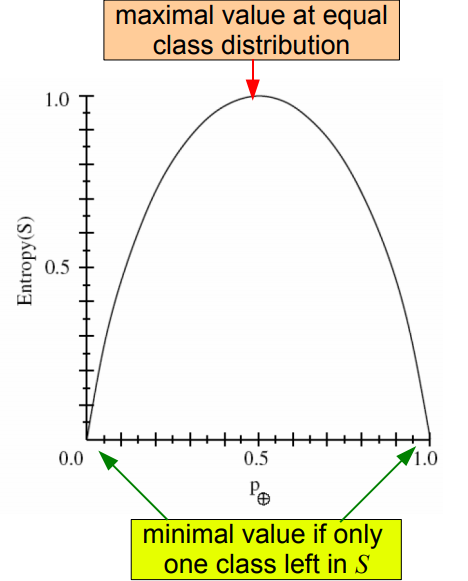 maximal value at equal
class distribution
1.0
Entropy(S)
0.5
0.0 0.5 1.0
p⊕
minimal value if only
one class left in S